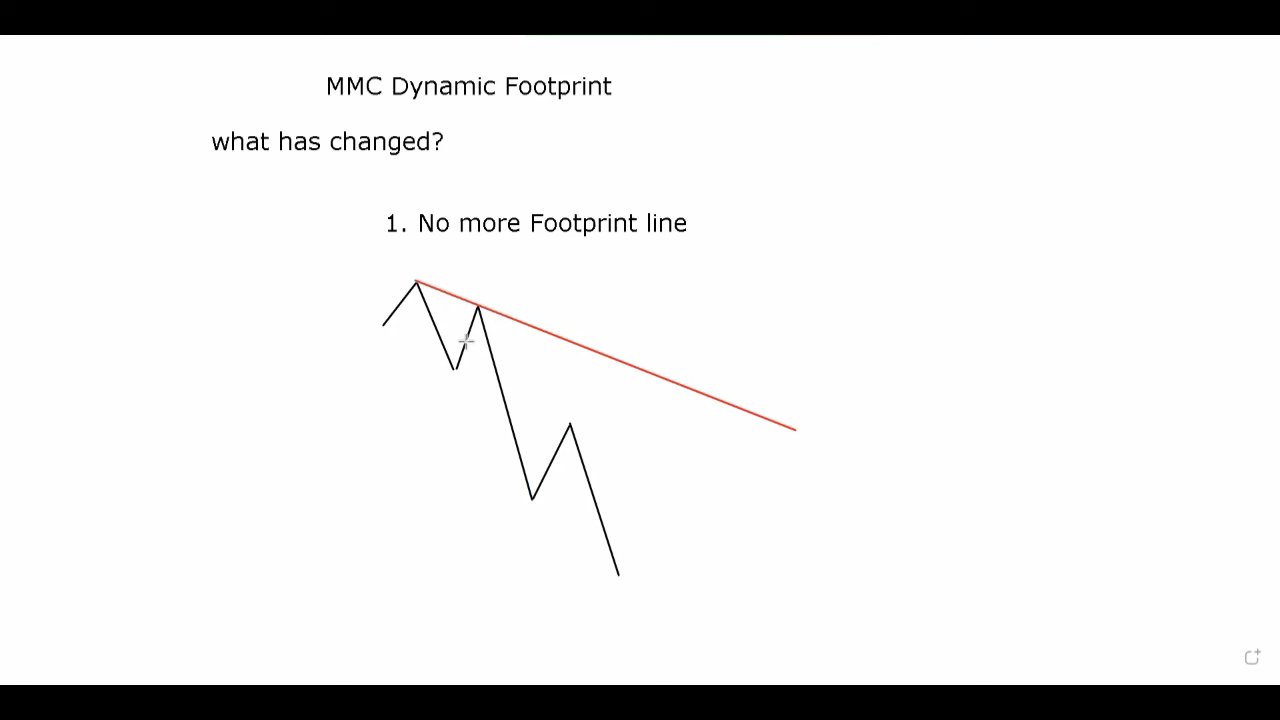 MMC Dynamic Footprint
what has changed?
1. No more Footprint line